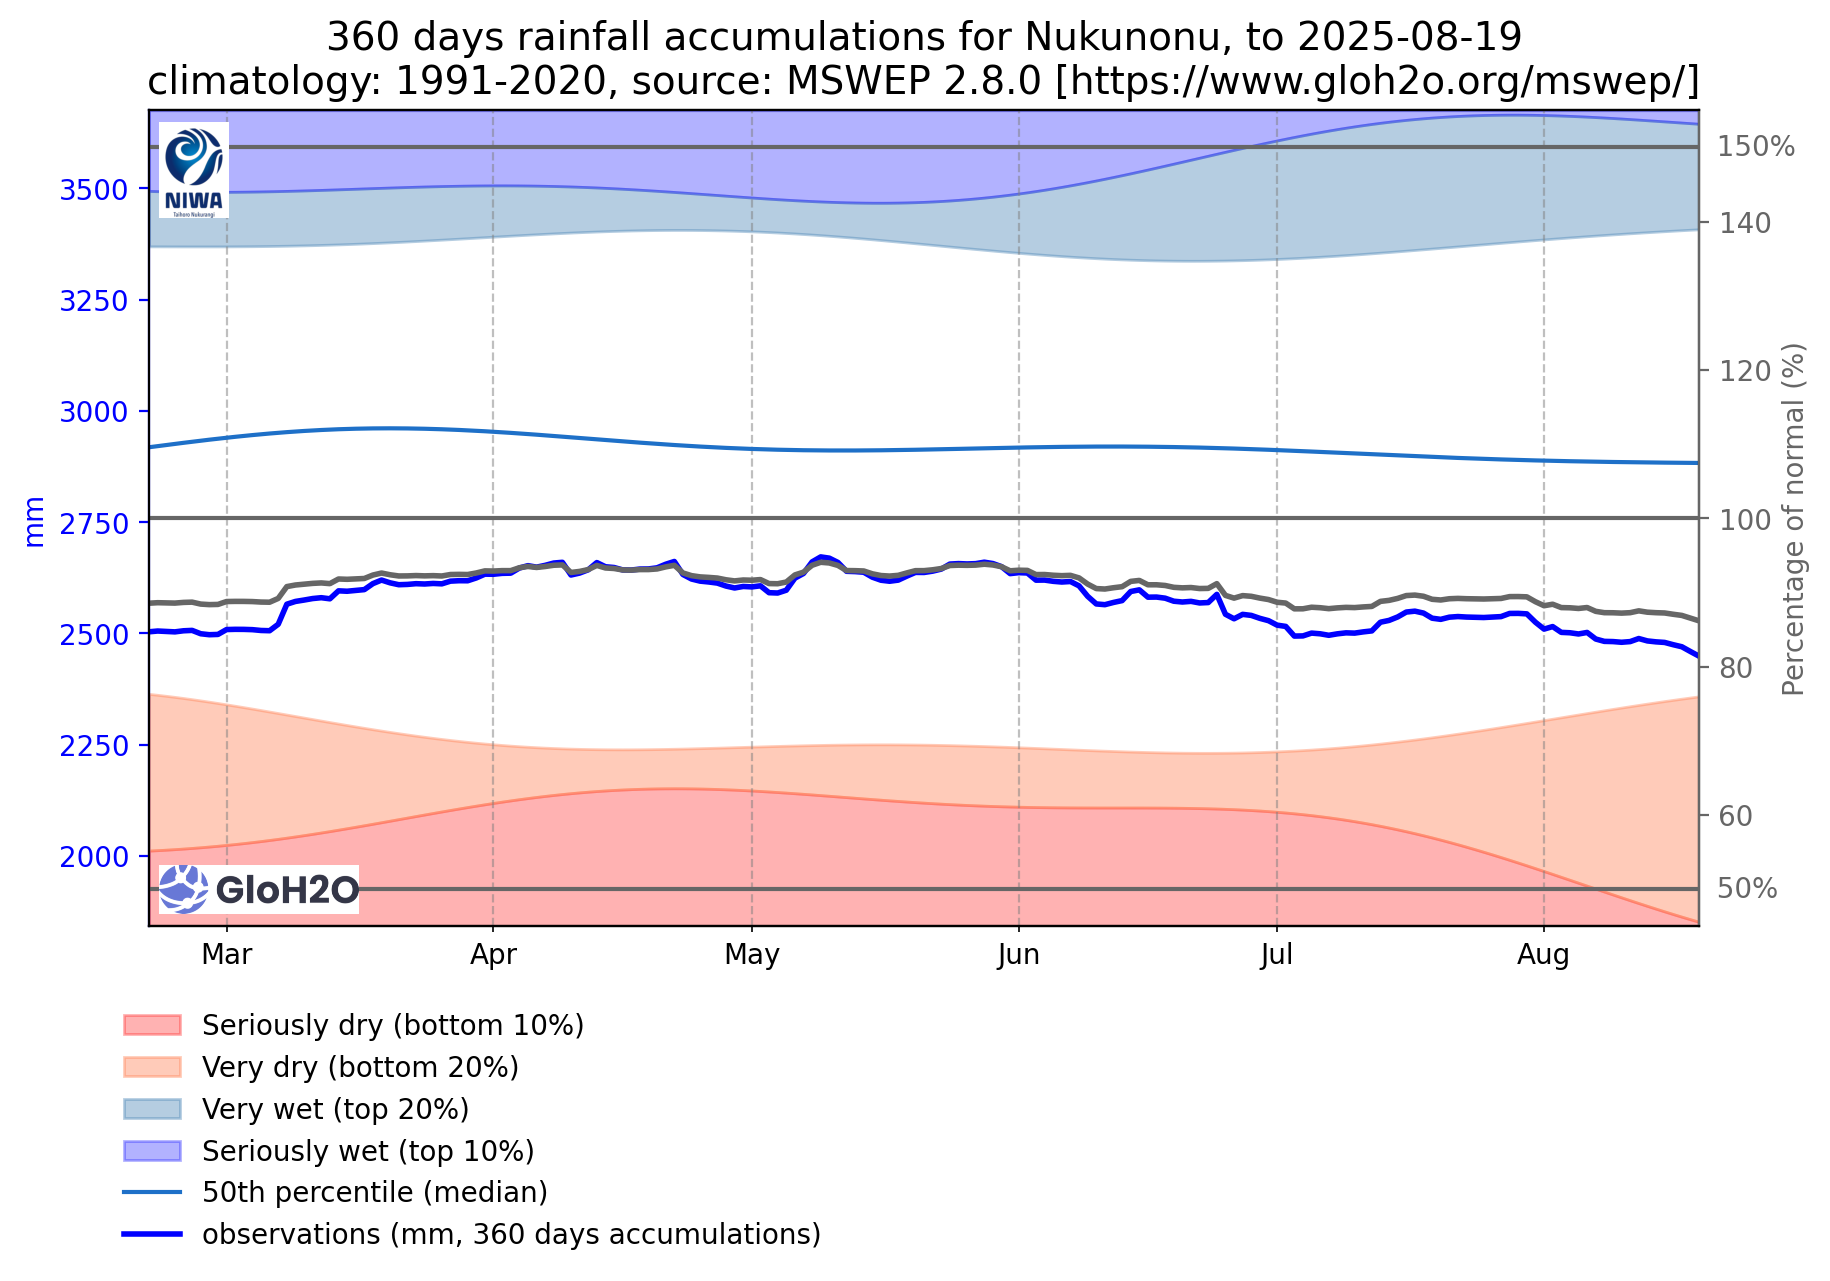 360 days rainfall accumulations for Nukunonu, to 2025-08-19
climatology: 1991-2020, source: MSWEP 2.8.0 [https://www.gloh2o.org/mswep/]
NIWA
Taihoro Nukurangi
3500
3250
3000
2750
2500
2250
2000
mm
150%
140
120
100
80
60
50%
Percentage of normal (%)
GloH2O
Mar Apr May Jun Jul Aug
Seriously dry (bottom 10%)
Very dry (bottom 20%)
Very wet (top 20%)
Seriously wet (top 10%)
50th percentile (median)
observations (mm, 360 days accumulations)